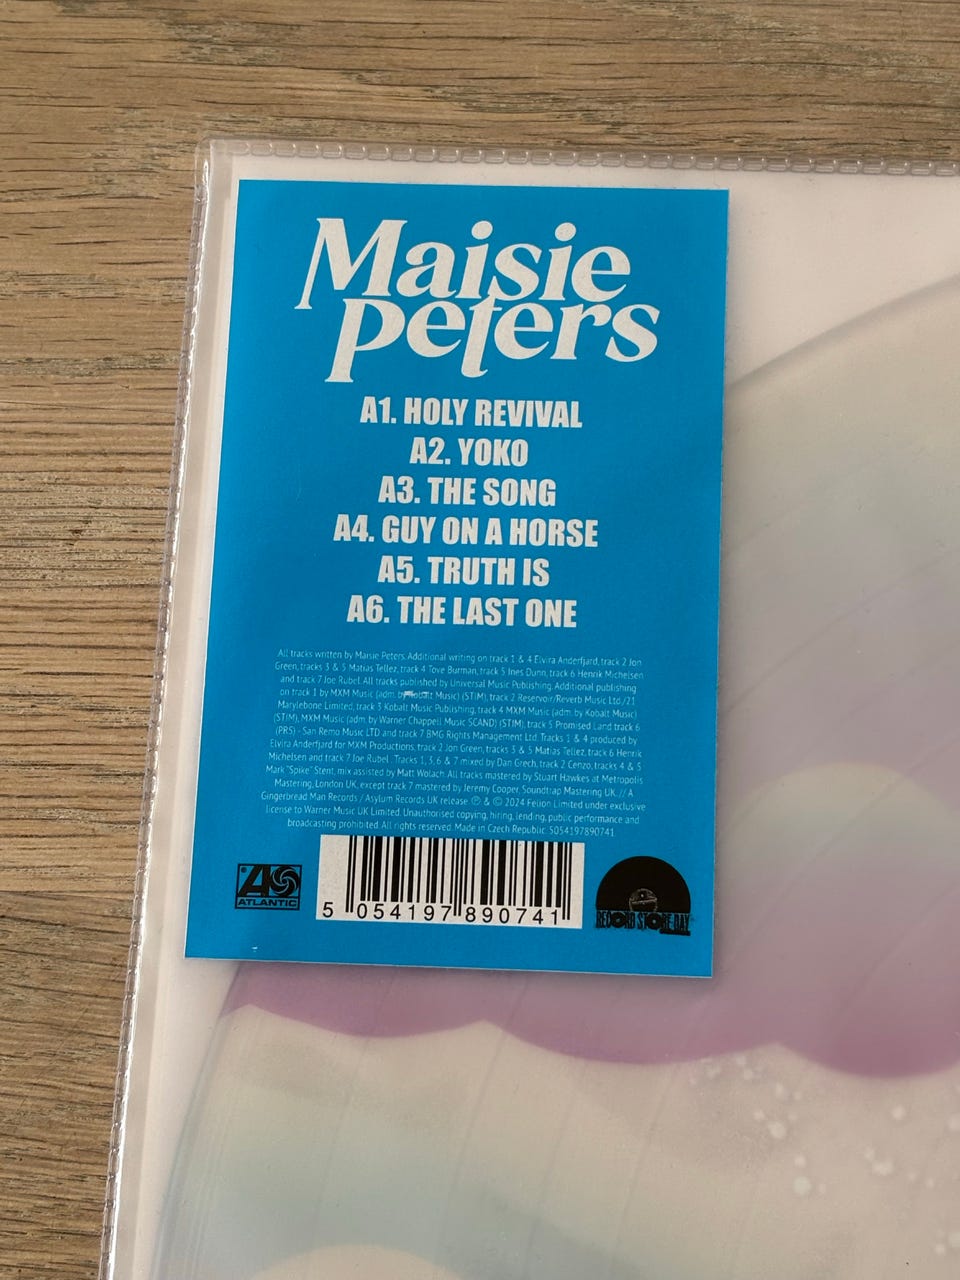 Maisie
Peters
A1. HOLY REVIVAL
A2. YOKO
A3. THE SONG
A4. GUY ON A HORSE
A5. TRUTH IS
A6. THE LAST ONE
All tracks written by Maisie Peters. Additional writing on track 1 & 4 Elvira Anderfjard, track 2 Jon
Green, tracks 3 & 5 Matias Tellez, track 4 Tove Burman, track 5 Ines Dunn, track 6 Henrik Michelsen
and track 7 Joe Rubel. All tracks published by Universal Music Publishing. Additional publishing
on track 1 by MXM Music (adm. by Kobalt Music) (STIM), track 2 Reservoir/Reverb Music Ltd./21
Marylebone Limited, track 3 Kobalt Music Publishing, track 4 MXM Music (adm. by Kobalt Music)
(STIM), MXM Music (adm. by Warner Chappell Music SCAND) (STIM), track 5 Promised Land track 6
(PRS) - San Remo Music LTD and track 7 BMG Rights Management Ltd. Tracks 1 & 4 produced by
Elvira Anderfjard for MXM Productions, track 2 Jon Green, tracks 3 & 5 Matias Tellez, track 6 Henrik
Michelsen and track 7 Joe Rubel. Tracks 1, 3, 6 & 7 mixed by Dan Grech, track 2 Cenzo, tracks 4 & 5
Mark "Spike" Stent, mix assisted by Matt Wolach. All tracks mastered by Stuart Hawkes at Metropolis
Mastering, London UK, except track 7 mastered by Jeremy Cooper, Soundtrap Mastering UK. // A
Gingerbread Man Records / Asylum Records UK release ℗ & © 2024 Felion Limited under exclusive
license to Warner Music UK Limited. Unauthorised copying, hiring, lending, public performance and
broadcasting prohibited. All rights reserved. Made in Czech Republic. 5054197890741
ATLANTIC
5 054197 890741
RECORD STORE DAY